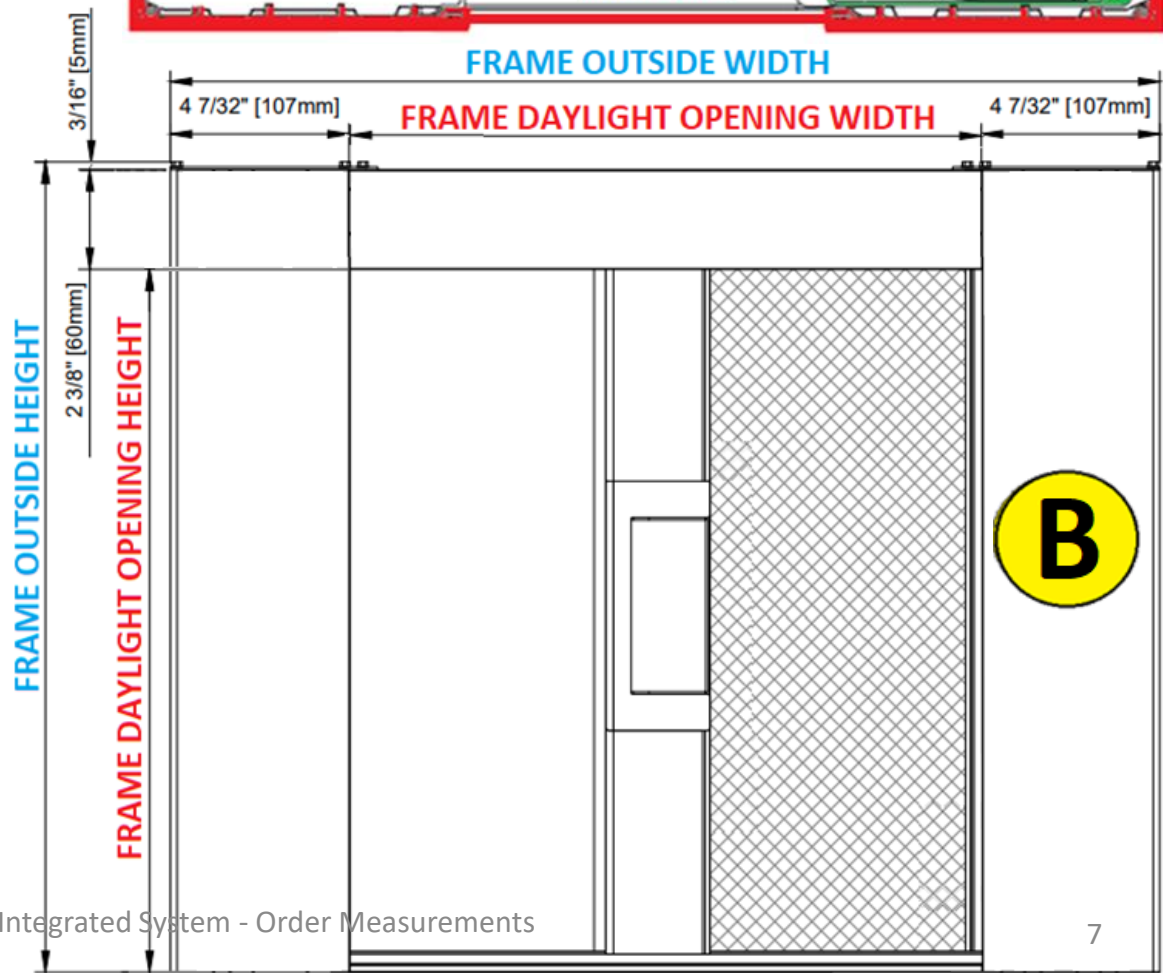 3/16" [5mm]
FRAME OUTSIDE WIDTH
4 7/32" [107mm]
FRAME DAYLIGHT OPENING WIDTH
4 7/32" [107mm]
2 3/8" [60mm]
FRAME OUTSIDE HEIGHT
FRAME DAYLIGHT OPENING HEIGHT
B
Integrated System - Order Measurements
7